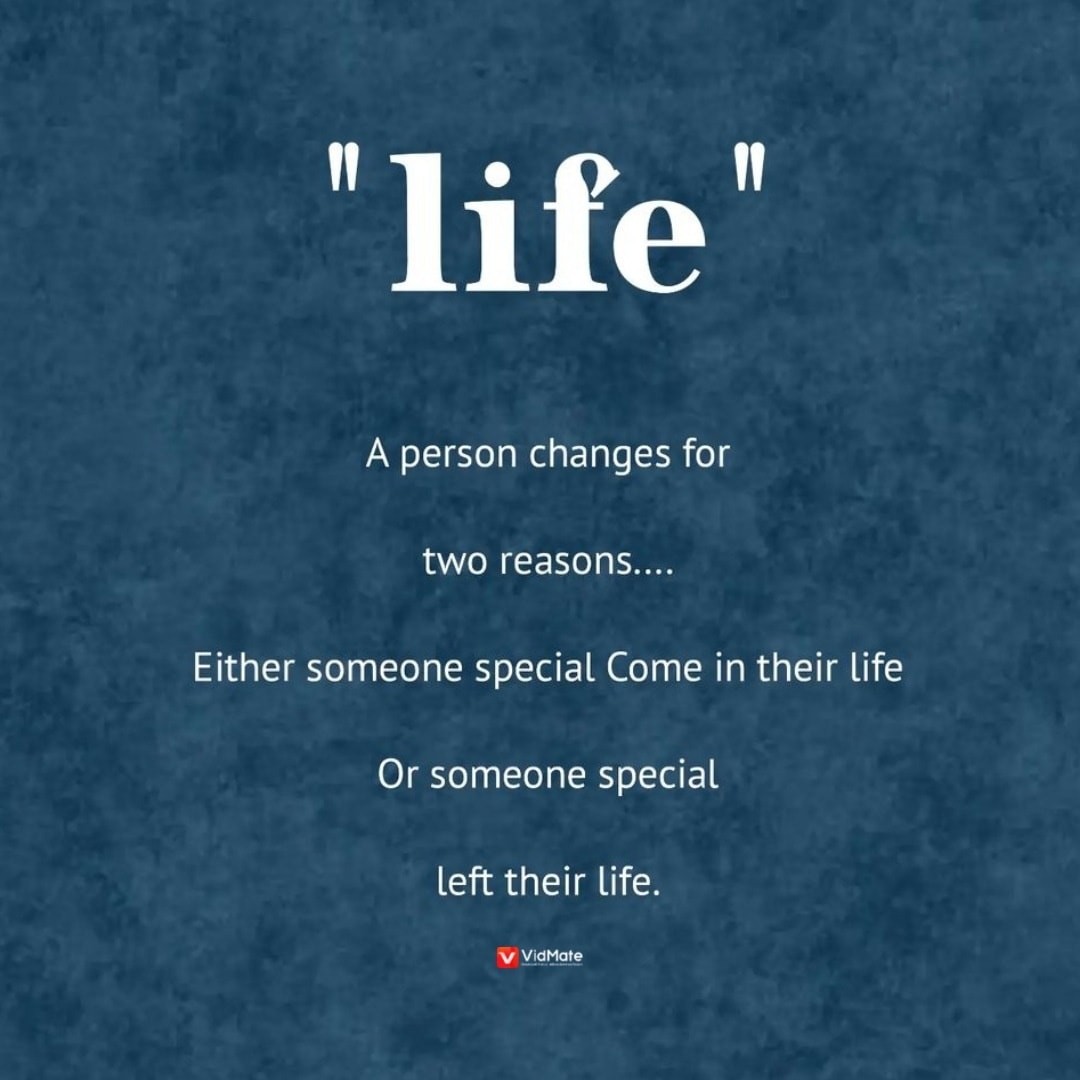 "life"
A person changes for
two reasons....
Either someone special Come in their life
Or someone special
left their life.
VidMate